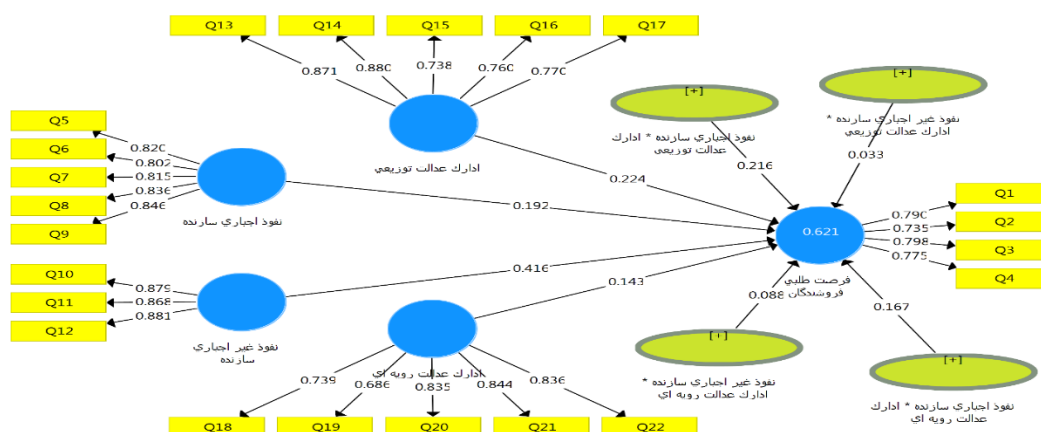 Q13
Q14
Q15
Q16
Q17
0.871
0.880
0.738
0.760
0.770
ادارك عدالت توزيعي
[+]
نفوذ اجباري سازنده * ادارك
عدالت توزيعي
0.216
[+]
نفوذ غير اجباري سازنده *
ادارك عدالت توزيعي
0.033
Q5
Q6
Q7
Q8
Q9
0.820
0.802
0.815
0.836
0.846
نفوذ اجباري سازنده
0.224
0.192
0.416
0.143
0.621
فرصت طلبي
فروشندگان
0.790
0.735
0.798
0.775
Q1
Q2
Q3
Q4
Q10
Q11
Q12
0.879
0.868
0.881
نفوذ غير اجباري
سازنده
ادارك عدالت رويه اي
0.739
0.686
0.835
0.844
0.836
Q18
Q19
Q20
Q21
Q22
0.088
[+]
نفوذ غير اجباري سازنده *
ادارك عدالت رويه اي
0.167
[+]
نفوذ اجباري سازنده * ادارك
عدالت رويه اي